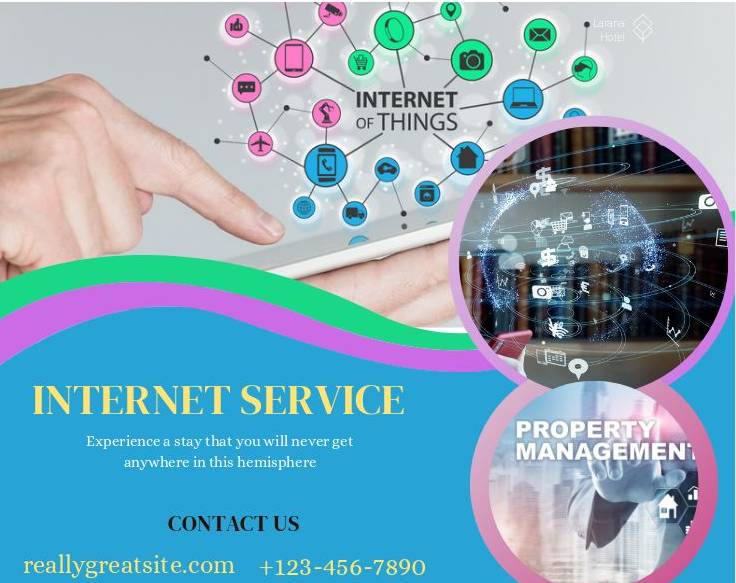 Larana
Hotel
INTERNET
OF THINGS
PROPERTY
MANAGEMENT
INTERNET SERVICE
Experience a stay that you will never get
anywhere in this hemisphere
CONTACT US
reallygreatsite.com +123-456-7890